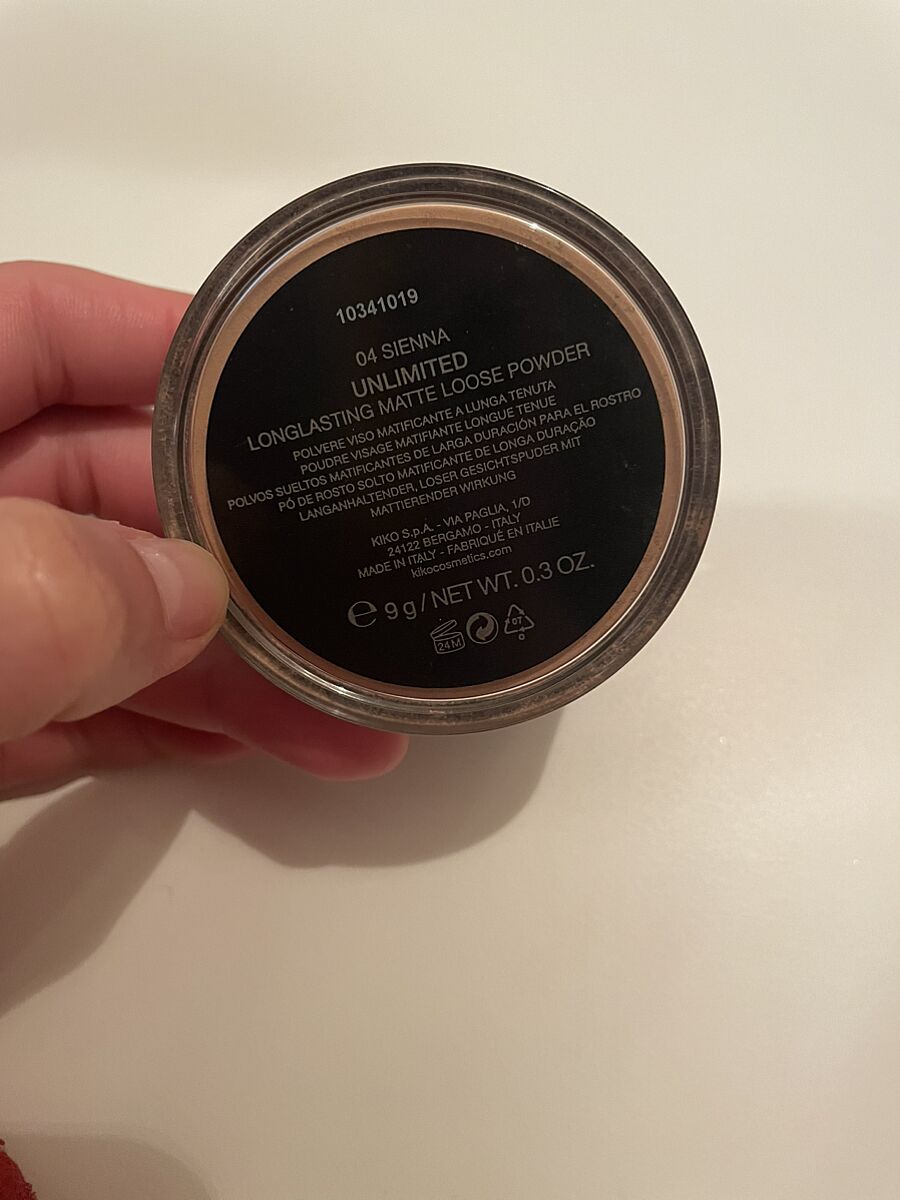 10341019
04 SIENNA
UNLIMITED
LONGLASTING MATTE LOOSE POWDER
POLVERE VISO MATIFICANTE A LUNGA TENUTA
POUDRE VISAGE MATIFIANTE LONGUE TENUE
POLVOS SUELTOS MATIFICANTES DE LARGA DURACIÓN PARA EL ROSTRO
PÓ DE ROSTO SOLTO MATIFICANTE DE LONGA DURAÇÃO
LANGANHALTENDER, LOSER GESICHTSPUDER MIT
MATTIERENDER WIRKUNG
KIKO S.p.A. - VIA PAGLIA, 1/D
24122 BERGAMO - ITALY
MADE IN ITALY - FABRIQUÉ EN ITALIE
kikocosmetics.com
℮ 9 g / NET WT. 0.3 OZ.
24M 07